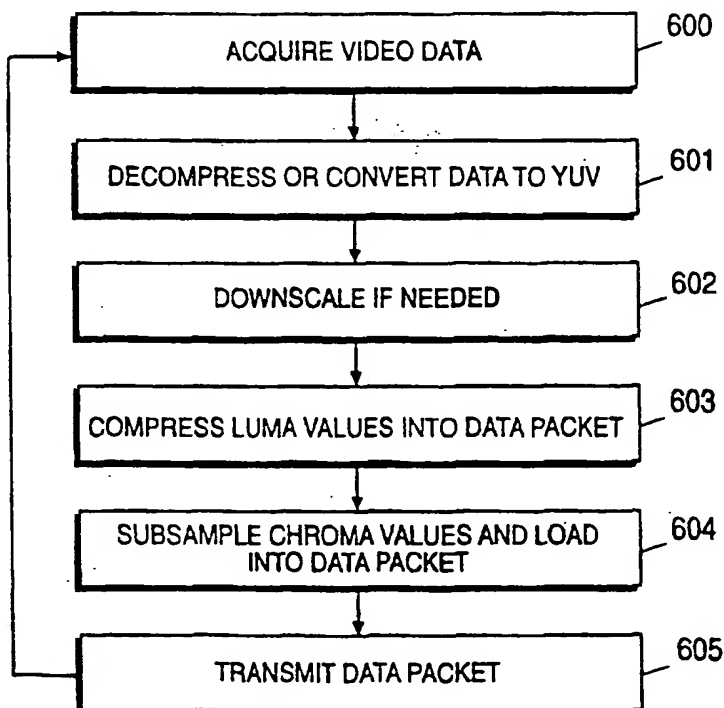 ACQUIRE VIDEO DATA
600
DECOMPRESS OR CONVERT DATA TO YUV
601
DOWNSCALE IF NEEDED
602
COMPRESS LUMA VALUES INTO DATA PACKET
603
SUBSAMPLE CHROMA VALUES AND LOAD
INTO DATA PACKET
604
TRANSMIT DATA PACKET
605